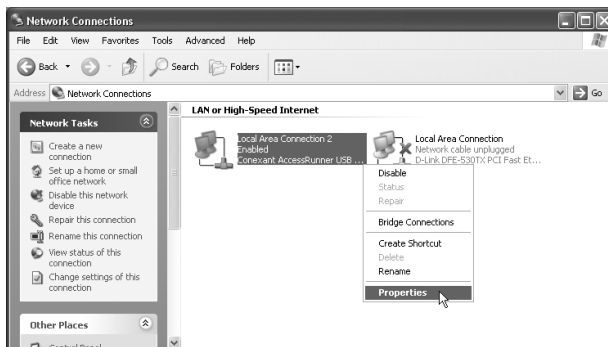 Network Connections
File Edit View Favorites Tools Advanced Help
Back Search Folders
Address Network Connections Go
Network Tasks
Create a new
connection
Set up a home or small
office network
Disable this network
device
Repair this connection
Rename this connection
View status of this
connection
Change settings of this
connection
Other Places
Control Panel
LAN or High-Speed Internet
Local Area Connection 2
Enabled
Conexant AccessRunner USB ...
Local Area Connection
Network cable unplugged
D-Link DFE-530TX PCI Fast Et...
Disable
Status
Repair
Bridge Connections
Create Shortcut
Delete
Rename
Properties